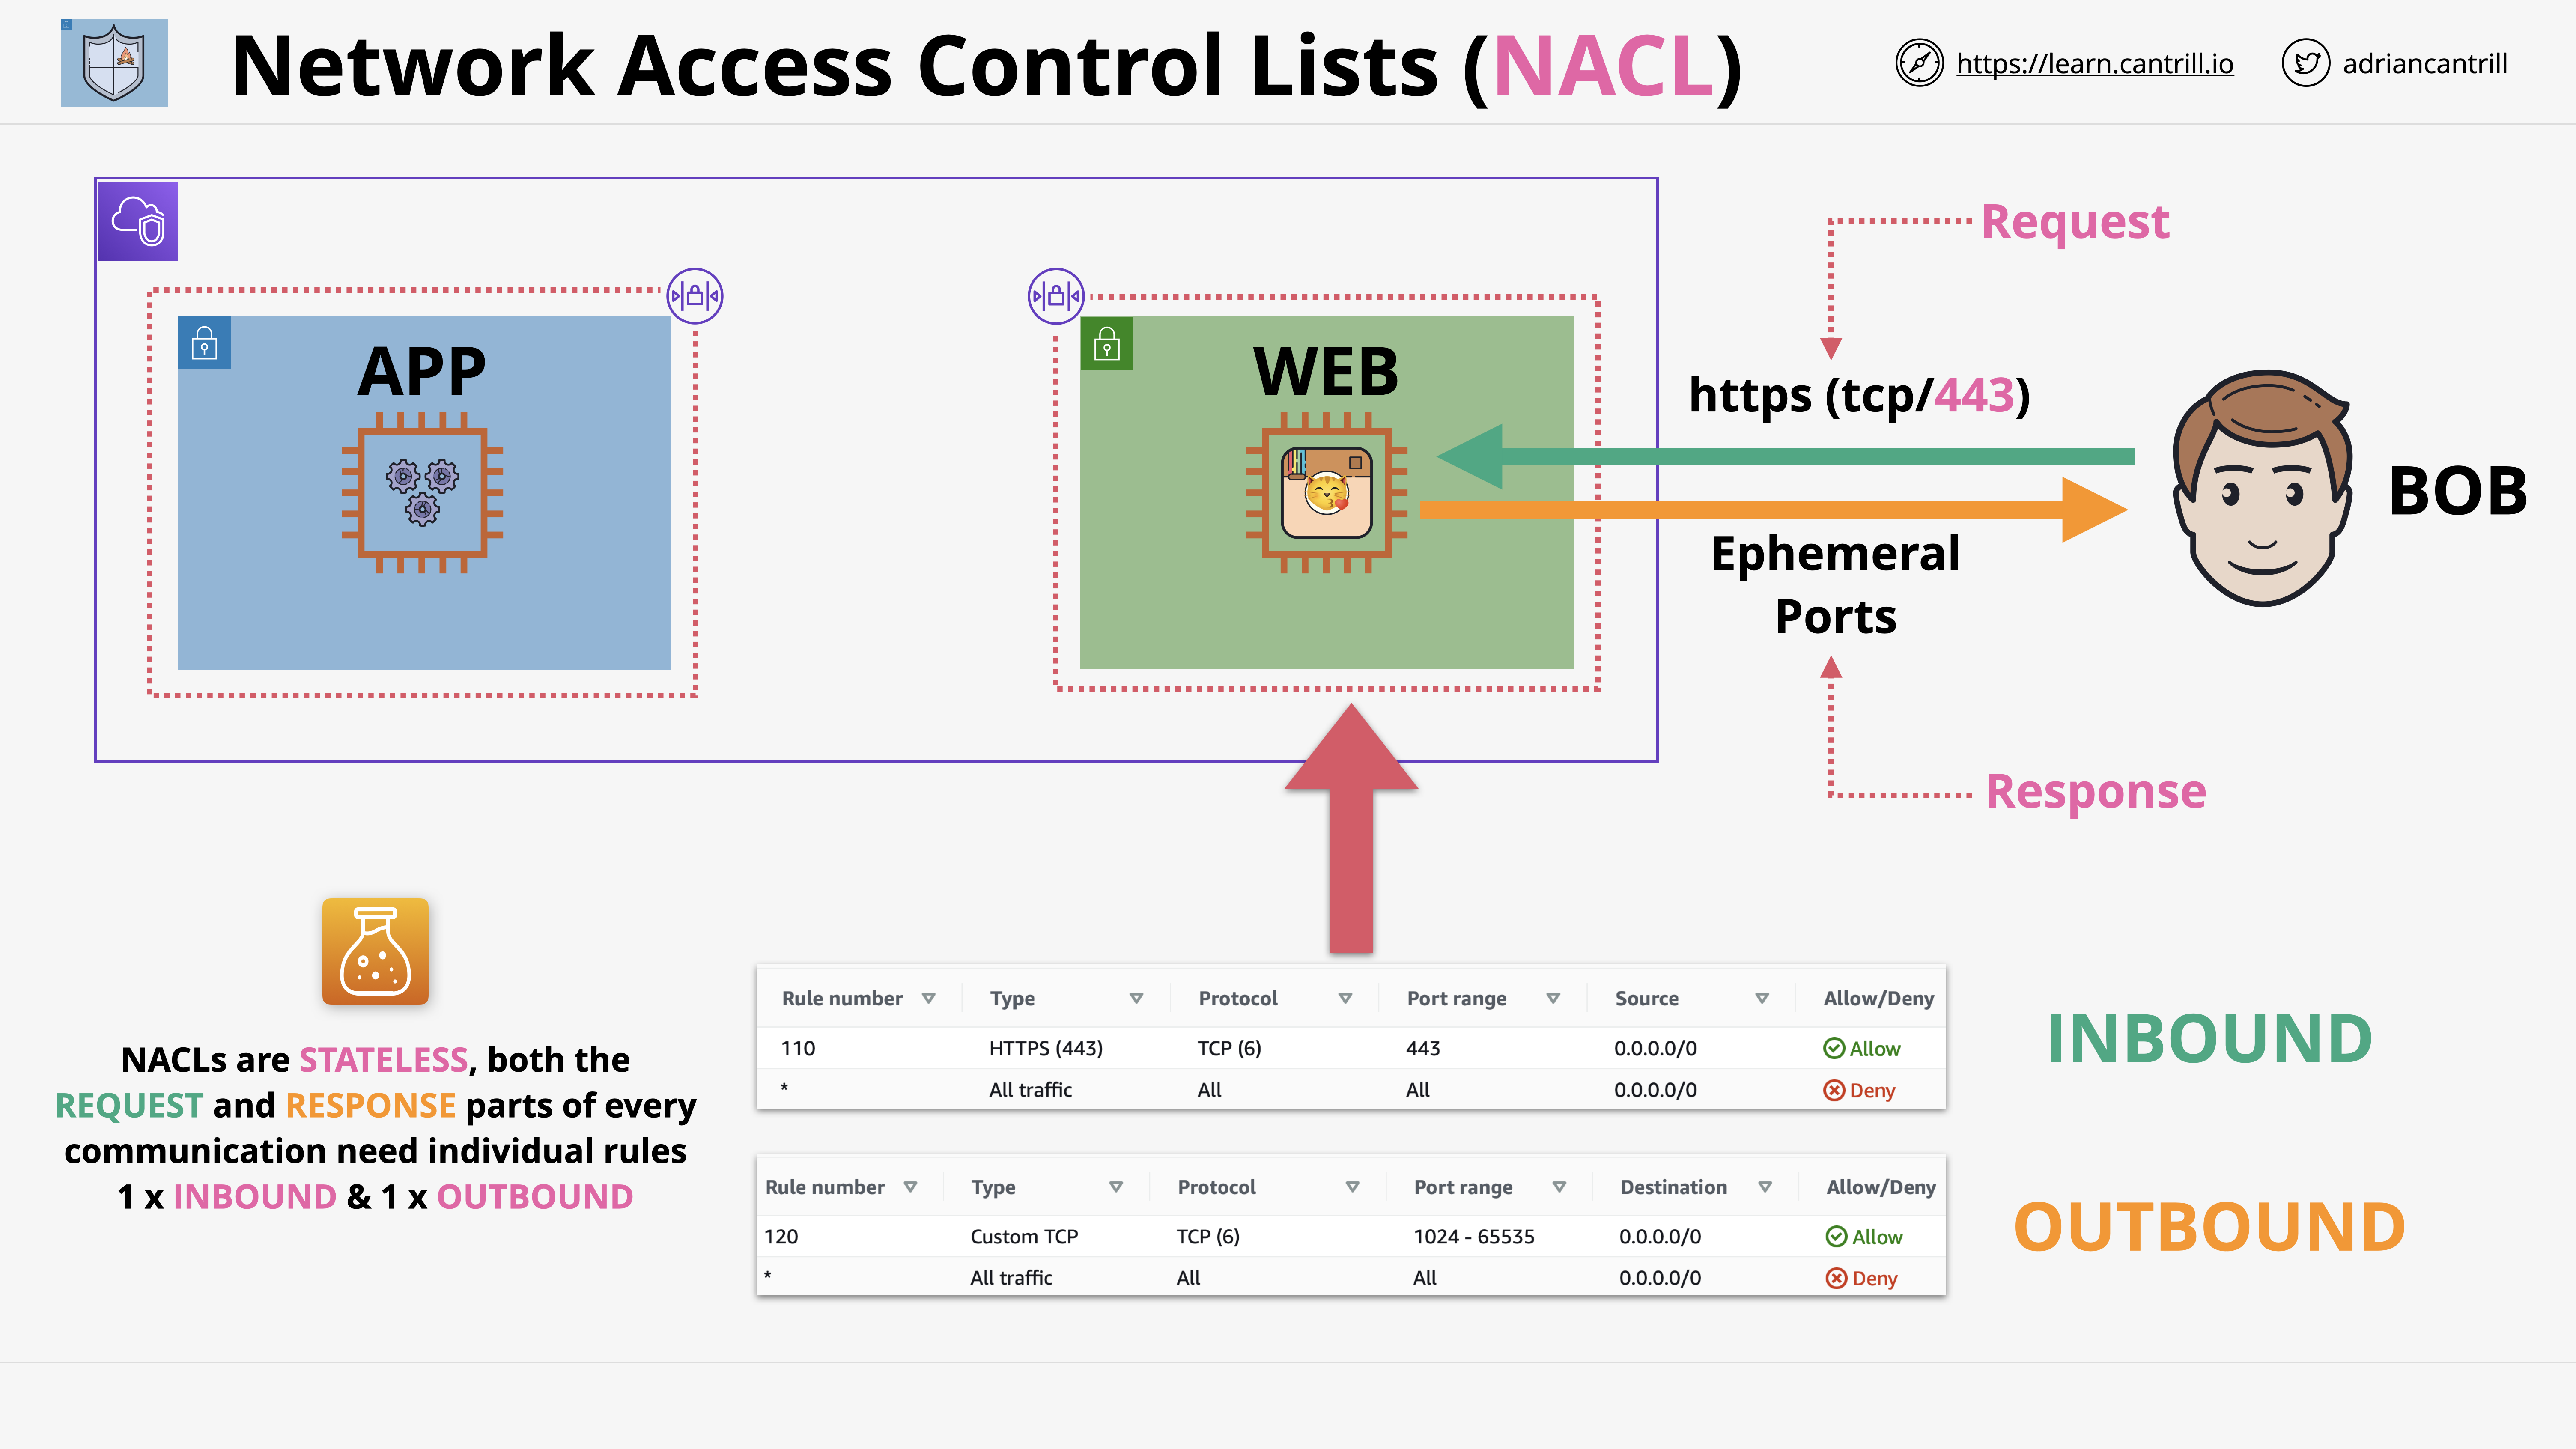 Network Access Control Lists (NACL)
https://learn.cantrill.io
adriancantrill
Request
APP
WEB
https (tcp/443)
BOB
Ephemeral
Ports
Response
NACLs are STATELESS, both the
REQUEST and RESPONSE parts of every
communication need individual rules
1 x INBOUND & 1 x OUTBOUND
Rule number Type Protocol Port range Source Allow/Deny
110 HTTPS (443) TCP (6) 443 0.0.0.0/0 Allow
* All traffic All All 0.0.0.0/0 Deny
INBOUND
Rule number Type Protocol Port range Destination Allow/Deny
120 Custom TCP TCP (6) 1024 - 65535 0.0.0.0/0 Allow
* All traffic All All 0.0.0.0/0 Deny
OUTBOUND